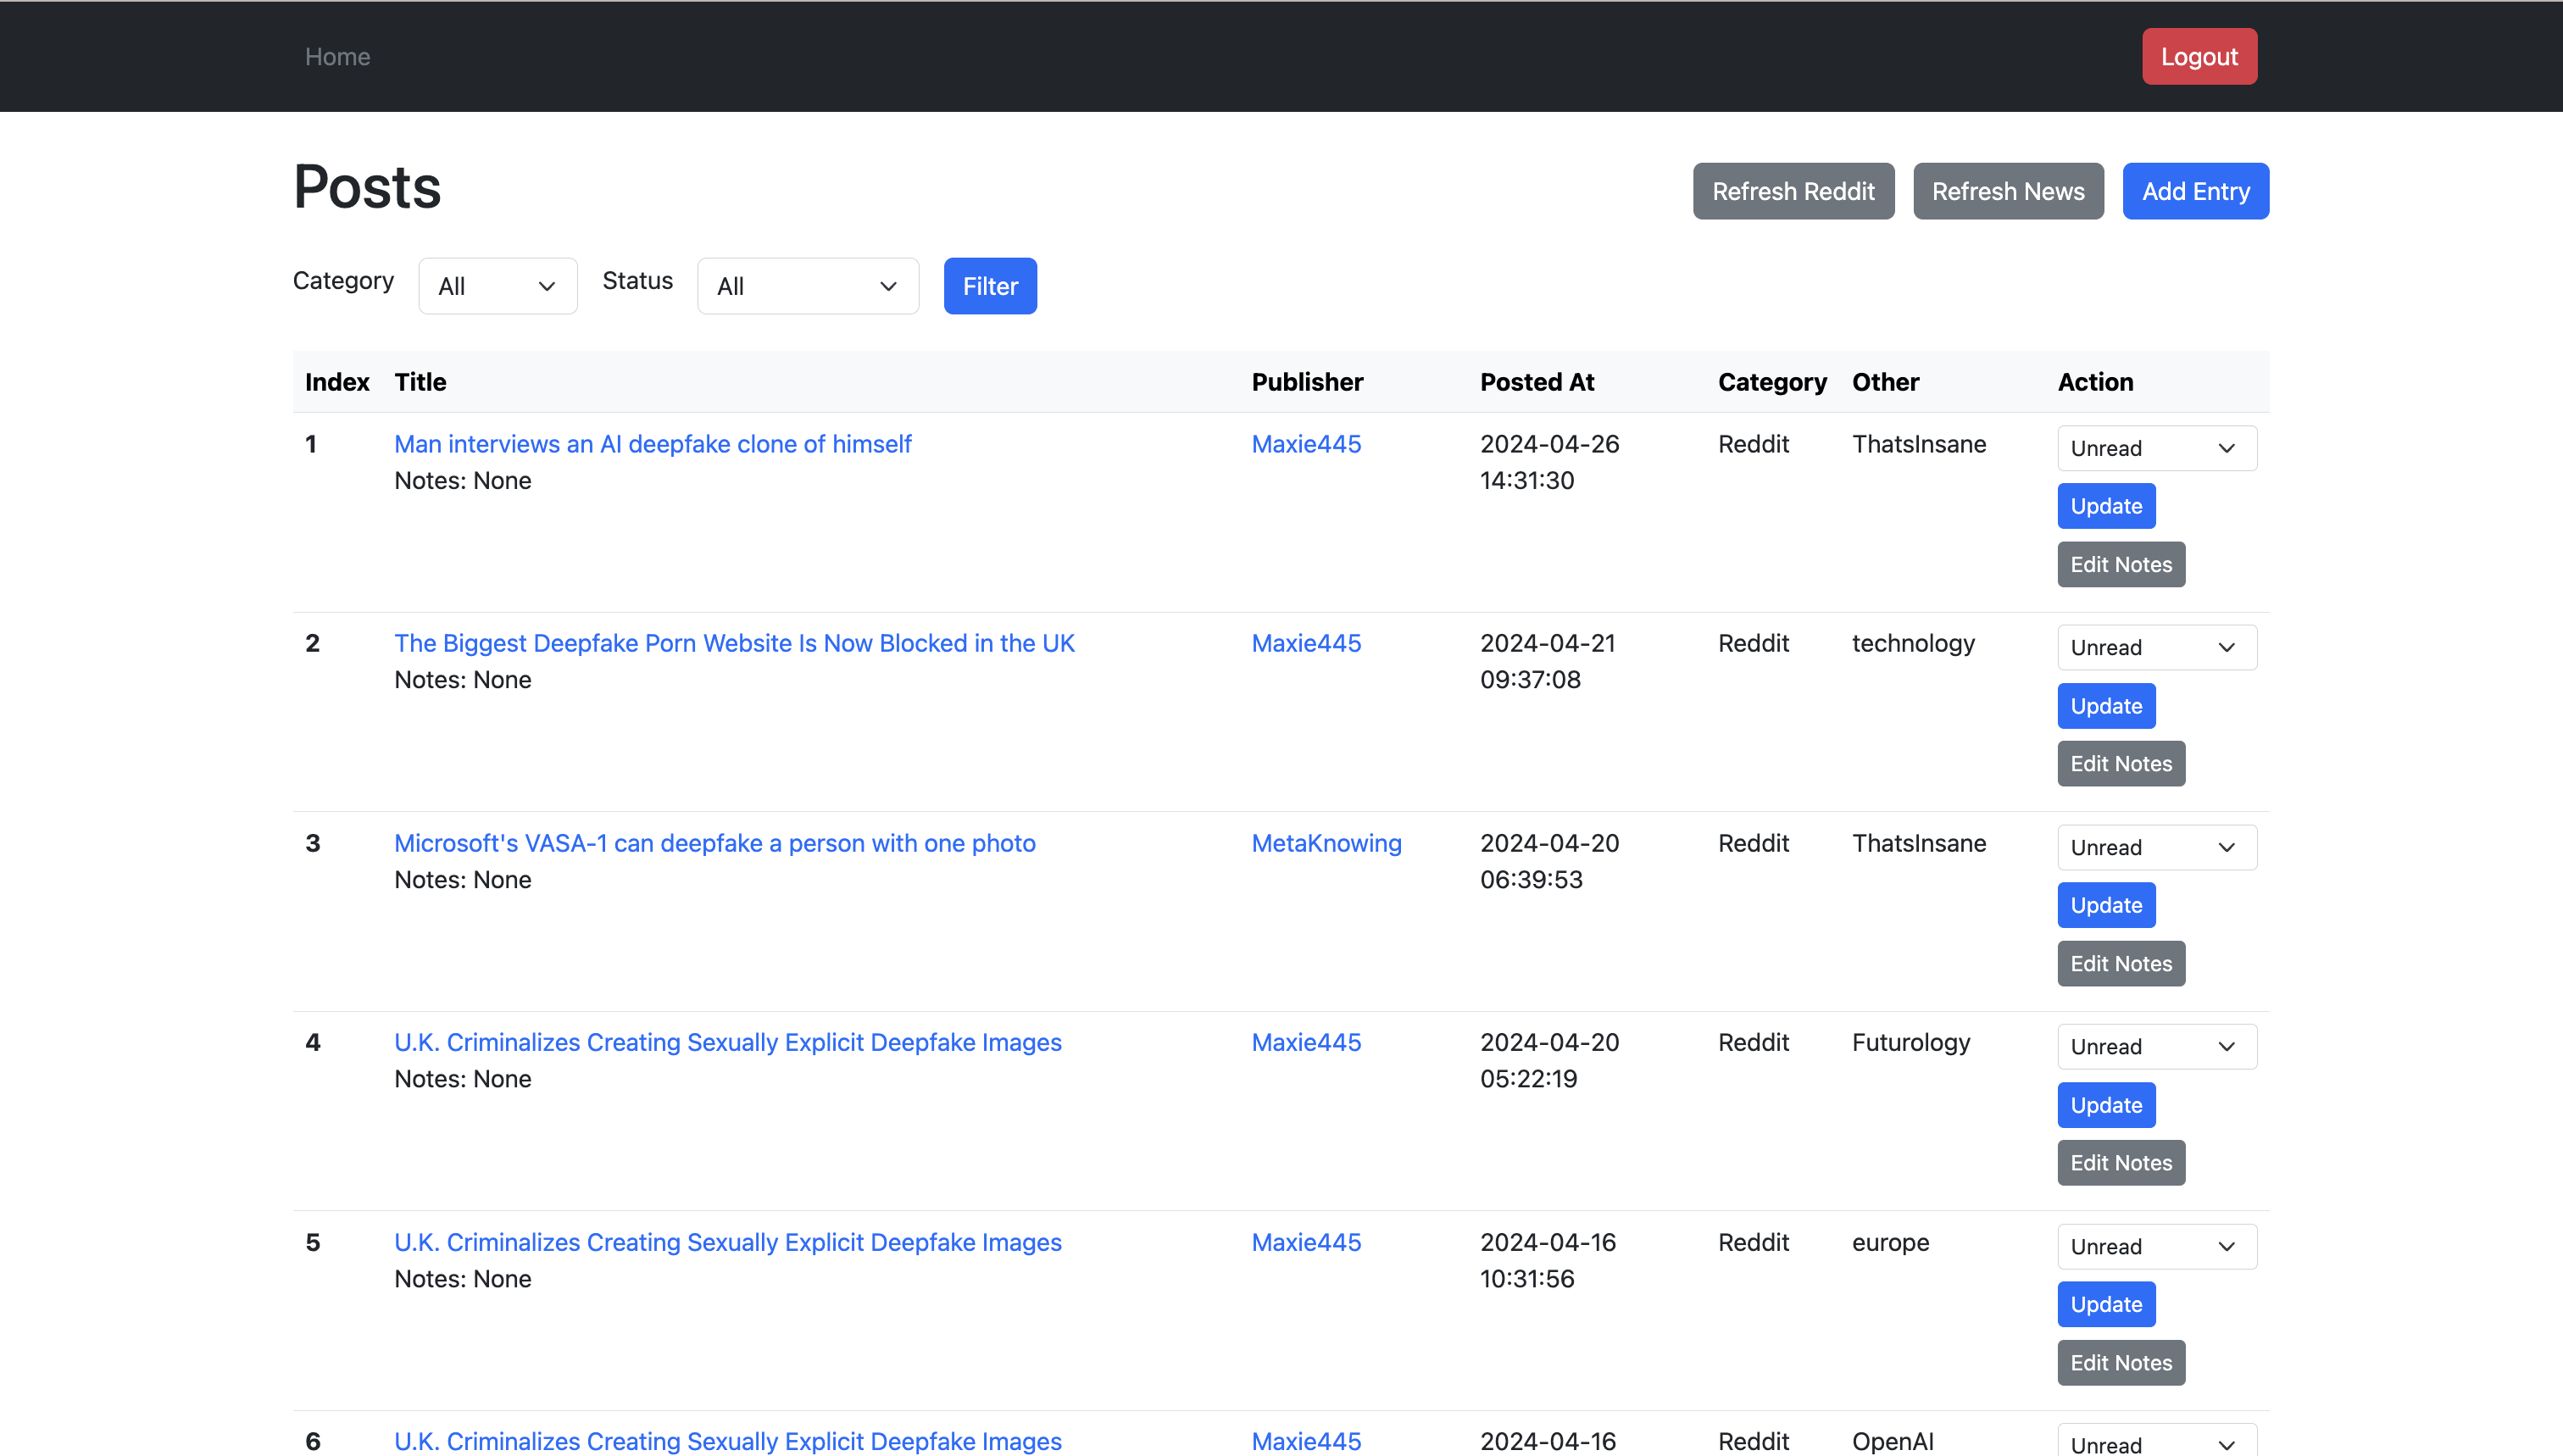 Home Logout
Posts Refresh Reddit Refresh News Add Entry
Category All Status All Filter
Index Title Publisher Posted At Category Other Action
1 Man interviews an AI deepfake clone of himself Maxie445 2024-04-26 Reddit ThatsInsane Unread
Notes: None 14:31:30
Update
Edit Notes
2 The Biggest Deepfake Porn Website Is Now Blocked in the UK Maxie445 2024-04-21 Reddit technology Unread
Notes: None 09:37:08
Update
Edit Notes
3 Microsoft's VASA-1 can deepfake a person with one photo MetaKnowing 2024-04-20 Reddit ThatsInsane Unread
Notes: None 06:39:53
Update
Edit Notes
4 U.K. Criminalizes Creating Sexually Explicit Deepfake Images Maxie445 2024-04-20 Reddit Futurology Unread
Notes: None 05:22:19
Update
Edit Notes
5 U.K. Criminalizes Creating Sexually Explicit Deepfake Images Maxie445 2024-04-16 Reddit europe Unread
Notes: None 10:31:56
Update
Edit Notes
6 U.K. Criminalizes Creating Sexually Explicit Deepfake Images Maxie445 2024-04-16 Reddit OpenAI Unread